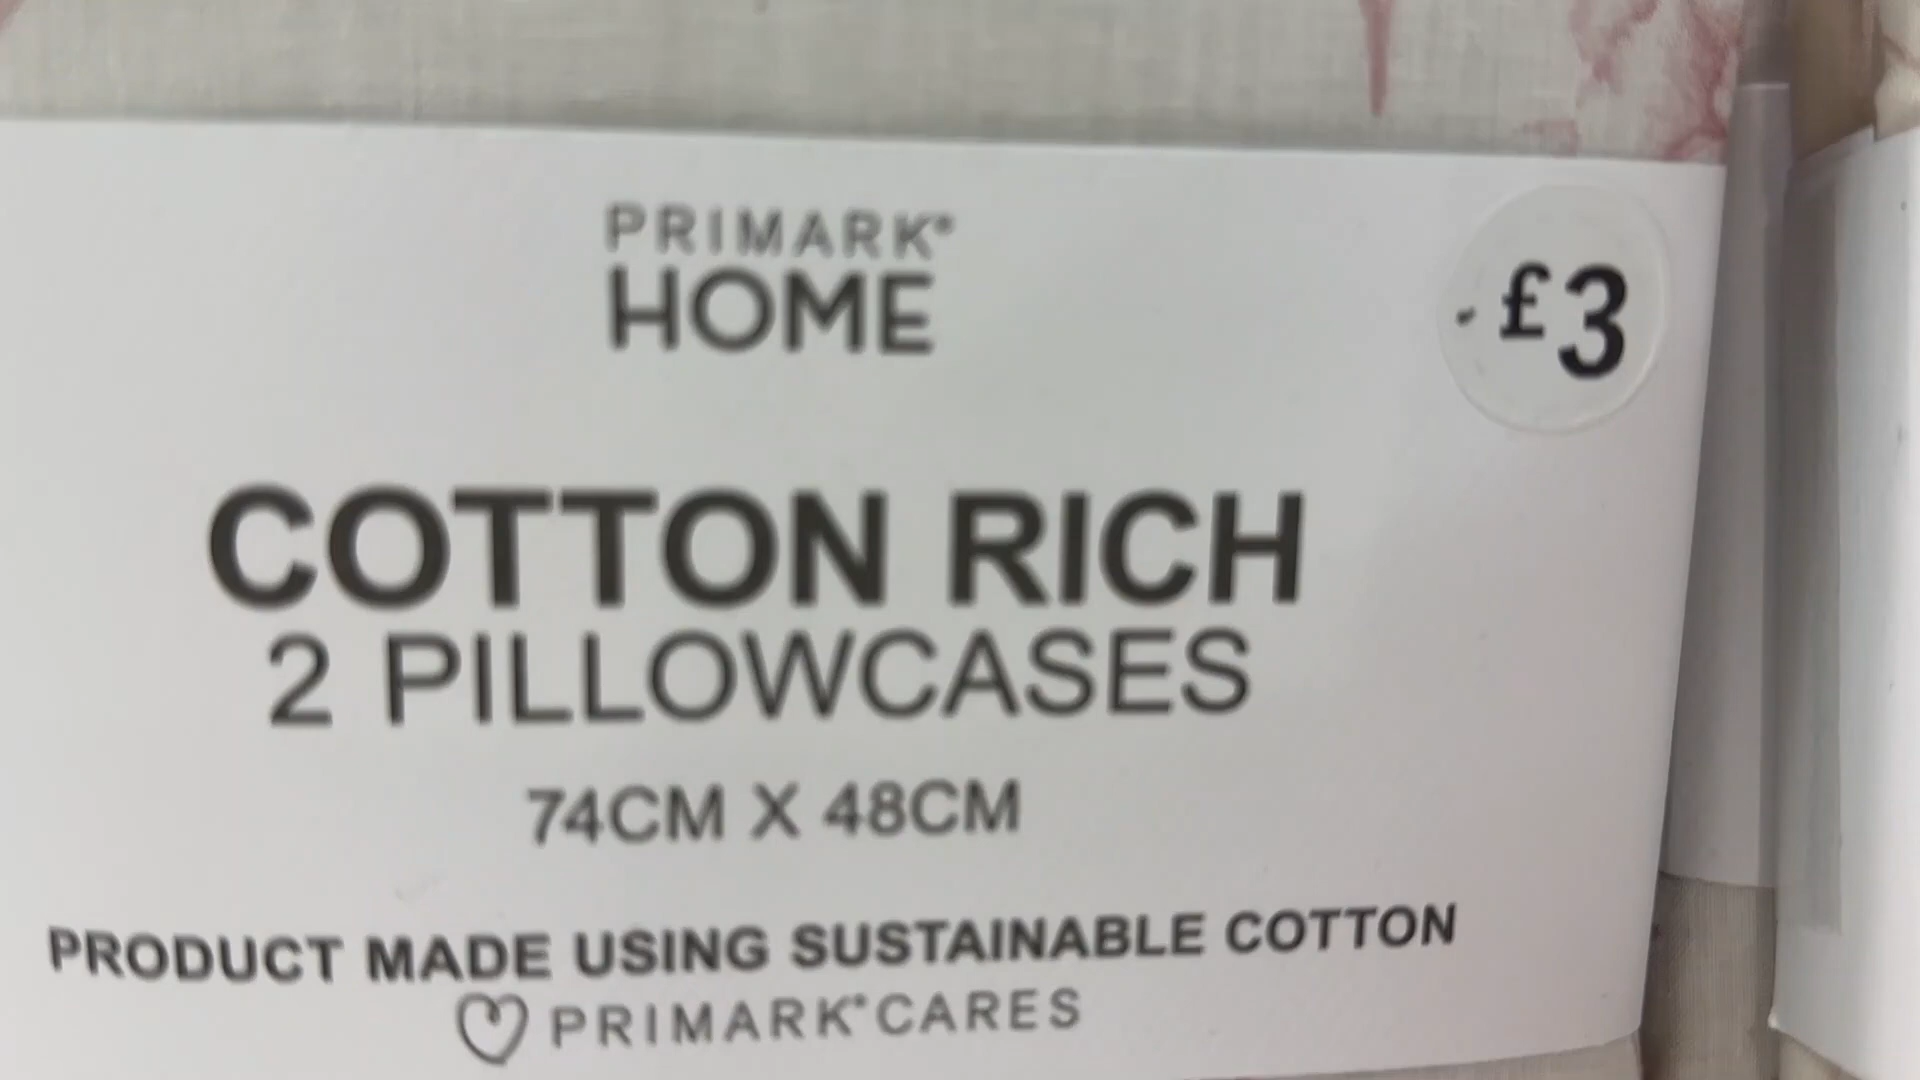 PRIMARK®
HOME
£3
COTTON RICH
2 PILLOWCASES
74CM X 48CM
PRODUCT MADE USING SUSTAINABLE COTTON
PRIMARK®CARES